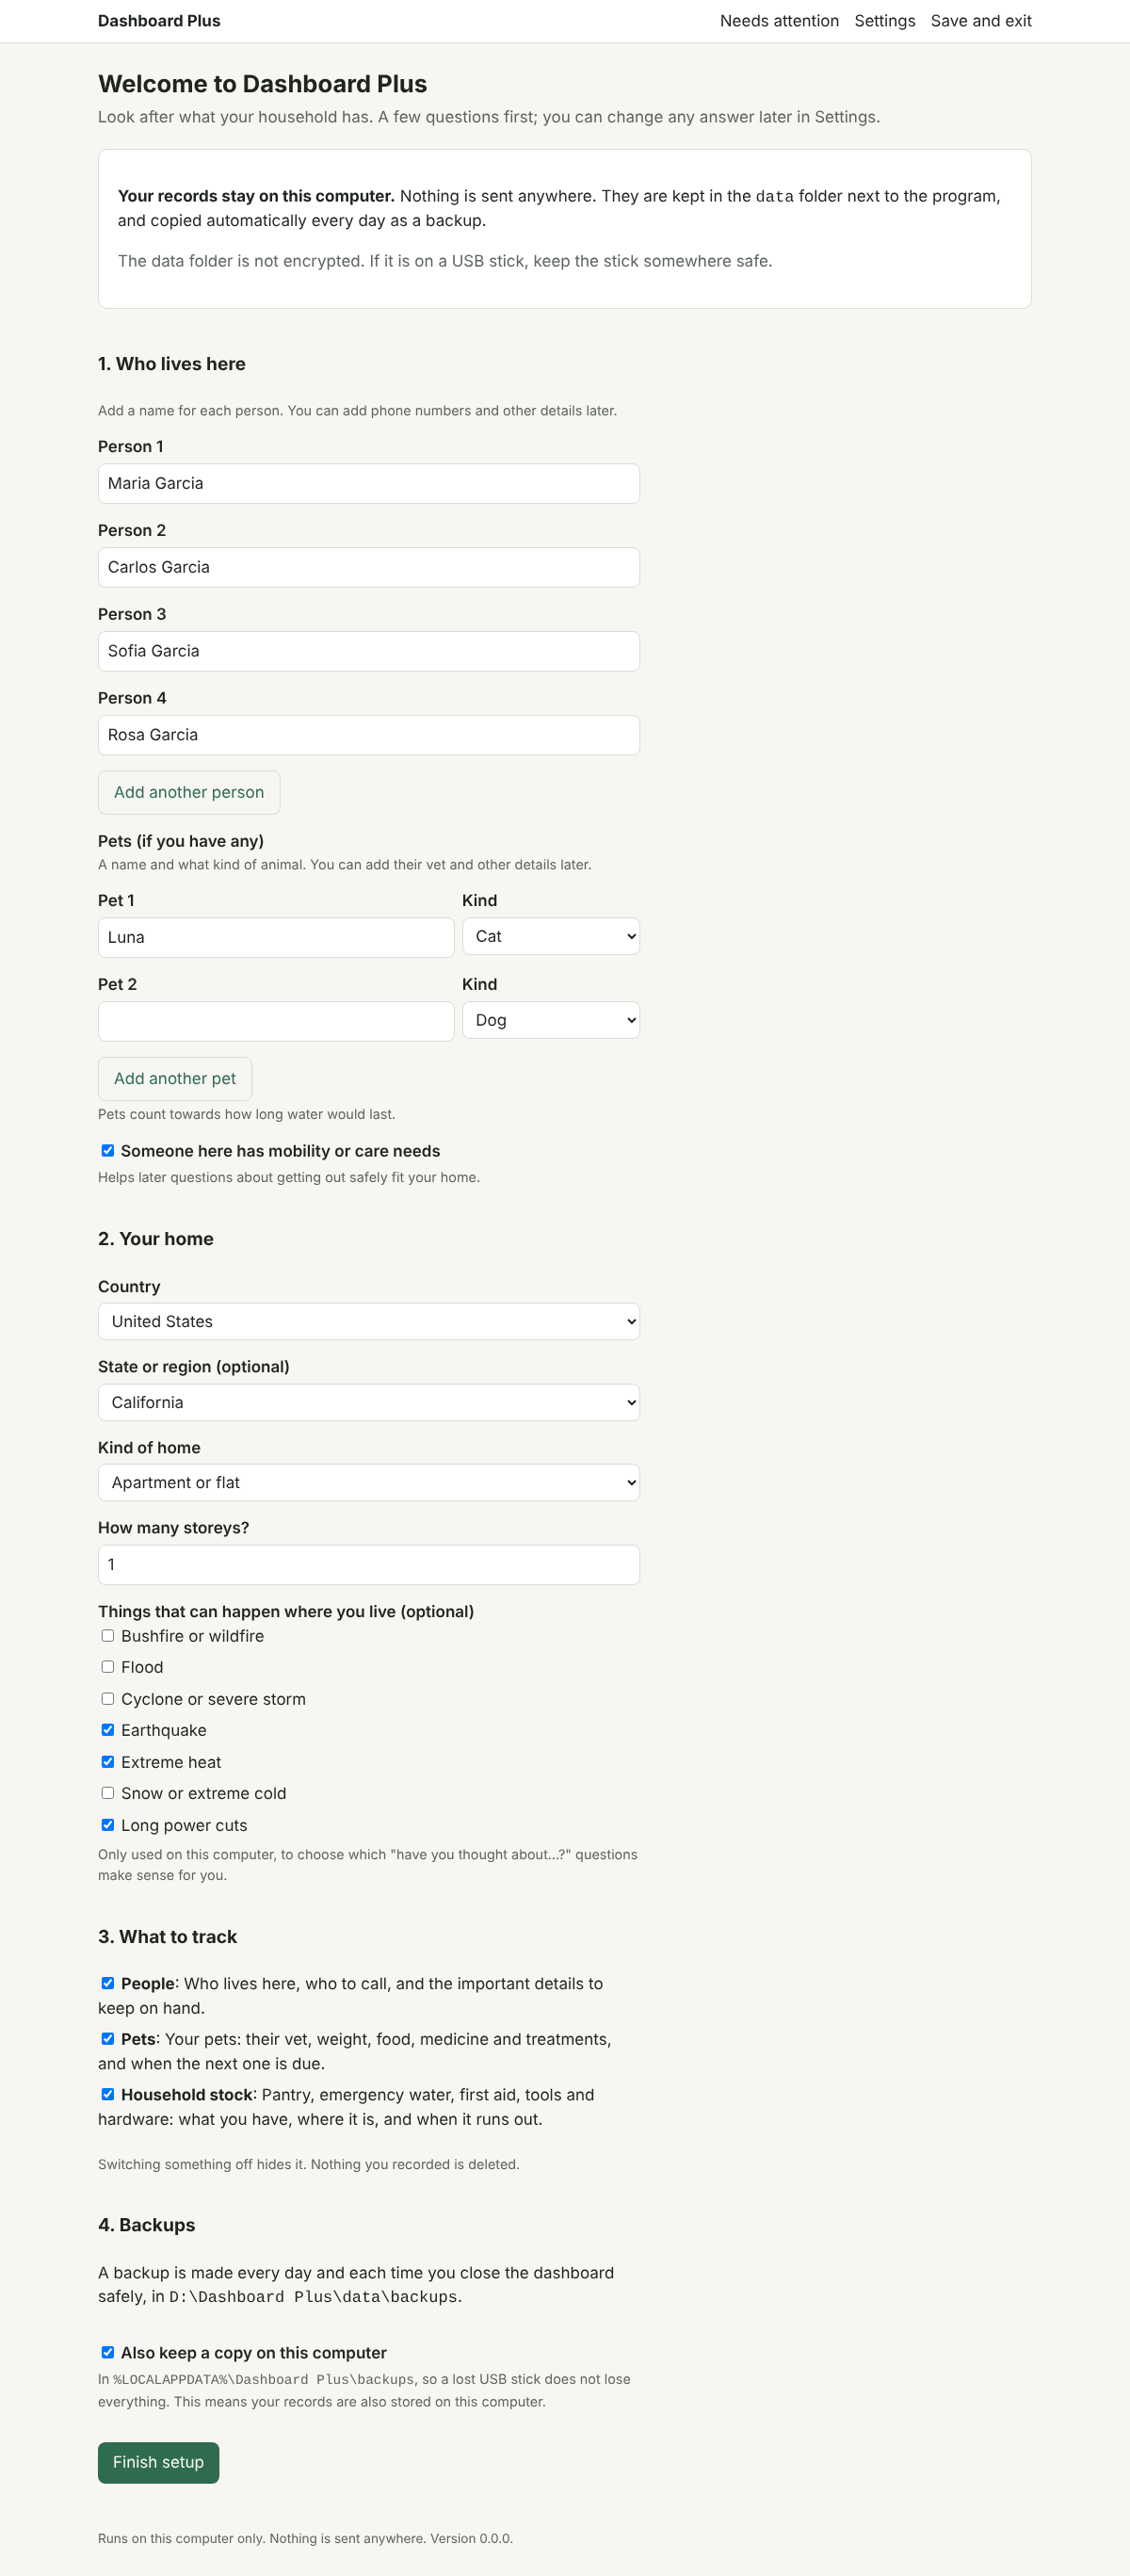 Dashboard Plus
Needs attention Settings Save and exit
Welcome to Dashboard Plus
Look after what your household has. A few questions first; you can change any answer later in Settings.
Your records stay on this computer. Nothing is sent anywhere. They are kept in the data folder next to the program,
and copied automatically every day as a backup.
The data folder is not encrypted. If it is on a USB stick, keep the stick somewhere safe.
1. Who lives here
Add a name for each person. You can add phone numbers and other details later.
Person 1
Maria Garcia
Person 2
Carlos Garcia
Person 3
Sofia Garcia
Person 4
Rosa Garcia
Add another person
Pets (if you have any)
A name and what kind of animal. You can add their vet and other details later.
Pet 1 Kind
Luna Cat
Pet 2 Kind
Dog
Add another pet
Pets count towards how long water would last.
Someone here has mobility or care needs
Helps later questions about getting out safely fit your home.
2. Your home
Country
United States
State or region (optional)
California
Kind of home
Apartment or flat
How many storeys?
1
Things that can happen where you live (optional)
Bushfire or wildfire
Flood
Cyclone or severe storm
Earthquake
Extreme heat
Snow or extreme cold
Long power cuts
Only used on this computer, to choose which "have you thought about...?" questions
make sense for you.
3. What to track
People: Who lives here, who to call, and the important details to
keep on hand.
Pets: Your pets: their vet, weight, food, medicine and treatments,
and when the next one is due.
Household stock: Pantry, emergency water, first aid, tools and
hardware: what you have, where it is, and when it runs out.
Switching something off hides it. Nothing you recorded is deleted.
4. Backups
A backup is made every day and each time you close the dashboard
safely, in D:\Dashboard Plus\data\backups.
Also keep a copy on this computer
In %LOCALAPPDATA%\Dashboard Plus\backups, so a lost USB stick does not lose
everything. This means your records are also stored on this computer.
Finish setup
Runs on this computer only. Nothing is sent anywhere. Version 0.0.0.